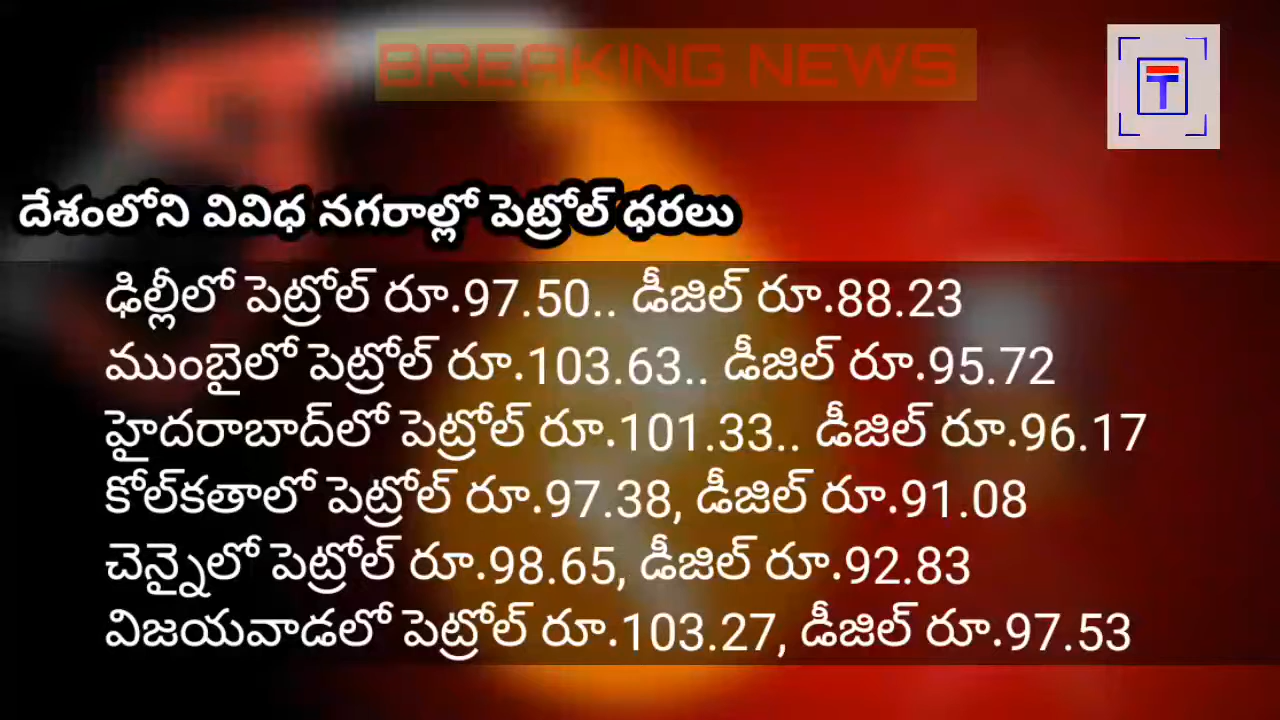 BREAKING NEWS
T
దేశంలోని వివిధ నగరాల్లో పెట్రోల్ ధరలు
ఢిల్లీలో పెట్రోల్ రూ.97.50.. డీజిల్ రూ.88.23
ముంబైలో పెట్రోల్ రూ.103.63.. డీజిల్ రూ.95.72
హైదరాబాద్‌లో పెట్రోల్ రూ.101.33.. డీజిల్ రూ.96.17
కోల్‌కతాలో పెట్రోల్ రూ.97.38, డీజిల్ రూ.91.08
చెన్నైలో పెట్రోల్ రూ.98.65, డీజిల్ రూ.92.83
విజయవాడలో పెట్రోల్ రూ.103.27, డీజిల్ రూ.97.53